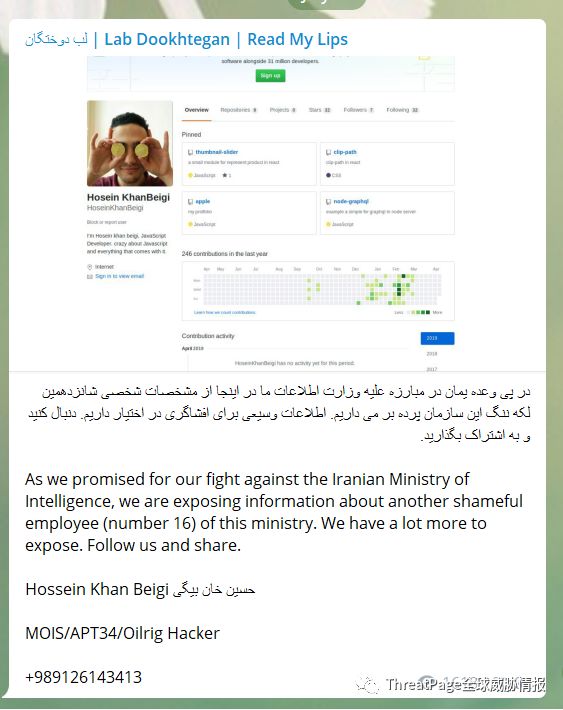 لب دوختگان | Lab Dookhtegan | Read My Lips
software alongside 31 million developers.
Sign up
Overview Repositories 9 Projects 0 Stars 32 Followers 7 Following 32
Pinned
thumbnail-slider
a small module for represent product in react
JavaScript 1
clip-path
clip-path in react
CSS
apple
my portfolio
JavaScript
node-graphql
example a simple for graphql in node server
JavaScript
Hosein KhanBeigi
HoseinKhanBeigi
Block or report user
I'm Hosein khan beigi, JavaScript
Developer. crazy about Javascript
and everything that comes with it.
Internet
Sign in to view email
246 contributions in the last year
Apr May Jun Jul Aug Sep Oct Nov Dec Jan Feb Mar Apr
Learn how we count contributions.
Less More
Contribution activity
2019
2018
2017
April 2019
HoseinKhanBeigi has no activity yet for this period.
در پی وعده یمان در مبارزه علیه وزارت اطلاعات ما در اینجا از مشخصات شخصی شانزدهمین
لکه ننگ این سازمان پرده بر می داریم. اطلاعات وسیعی برای افشاگری در اختیار داریم. دنبال کنید
و به اشتراک بگذارید.
As we promised for our fight against the Iranian Ministry of
Intelligence, we are exposing information about another shameful
employee (number 16) of this ministry. We have a lot more to
expose. Follow us and share.
Hossein Khan Beigi حسین خان بیگی
MOIS/APT34/Oilrig Hacker
+989126143413
ThreatPage全球威胁情报